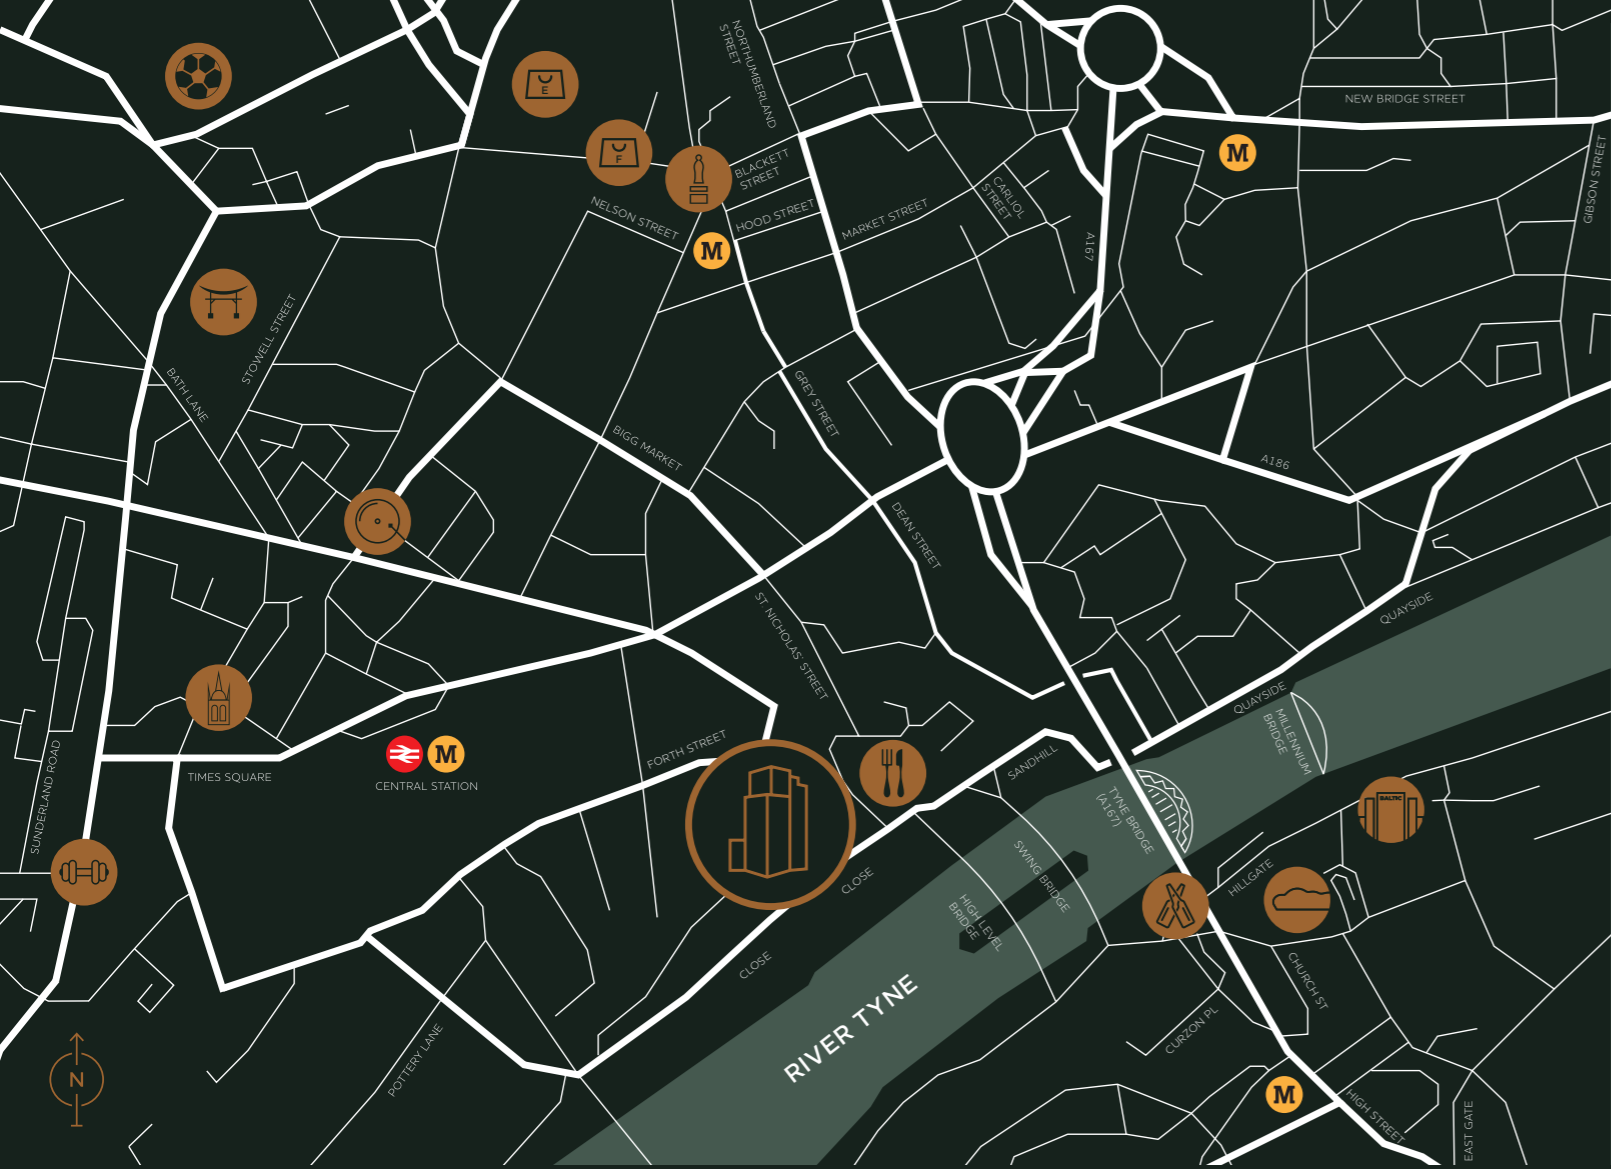 NORTHUMBERLAND
STREET
E
NEW BRIDGE STREET
F
M
BLACKETT
STREET
GIBSON STREET
CARLIOL
STREET
NELSON STREET
HOOD STREET
MARKET STREET
A167
M
STOWELL STREET
BATH LANE
GREY STREET
BIGG MARKET
A186
DEAN STREET
ST. NICHOLAS' STREET
QUAYSIDE
QUAYSIDE
MILLENNIUM
BRIDGE
FORTH STREET
M
CENTRAL STATION
TIMES SQUARE
SUNDERLAND ROAD
SANDHILL
TYNE BRIDGE
(A167)
BALTIC
SWING BRIDGE
CLOSE
HILLGATE
HIGH LEVEL
BRIDGE
CLOSE
CHURCH ST
RIVER TYNE
CURZON PL
POTTERY LANE
N
M
HIGH STREET
EAST GATE